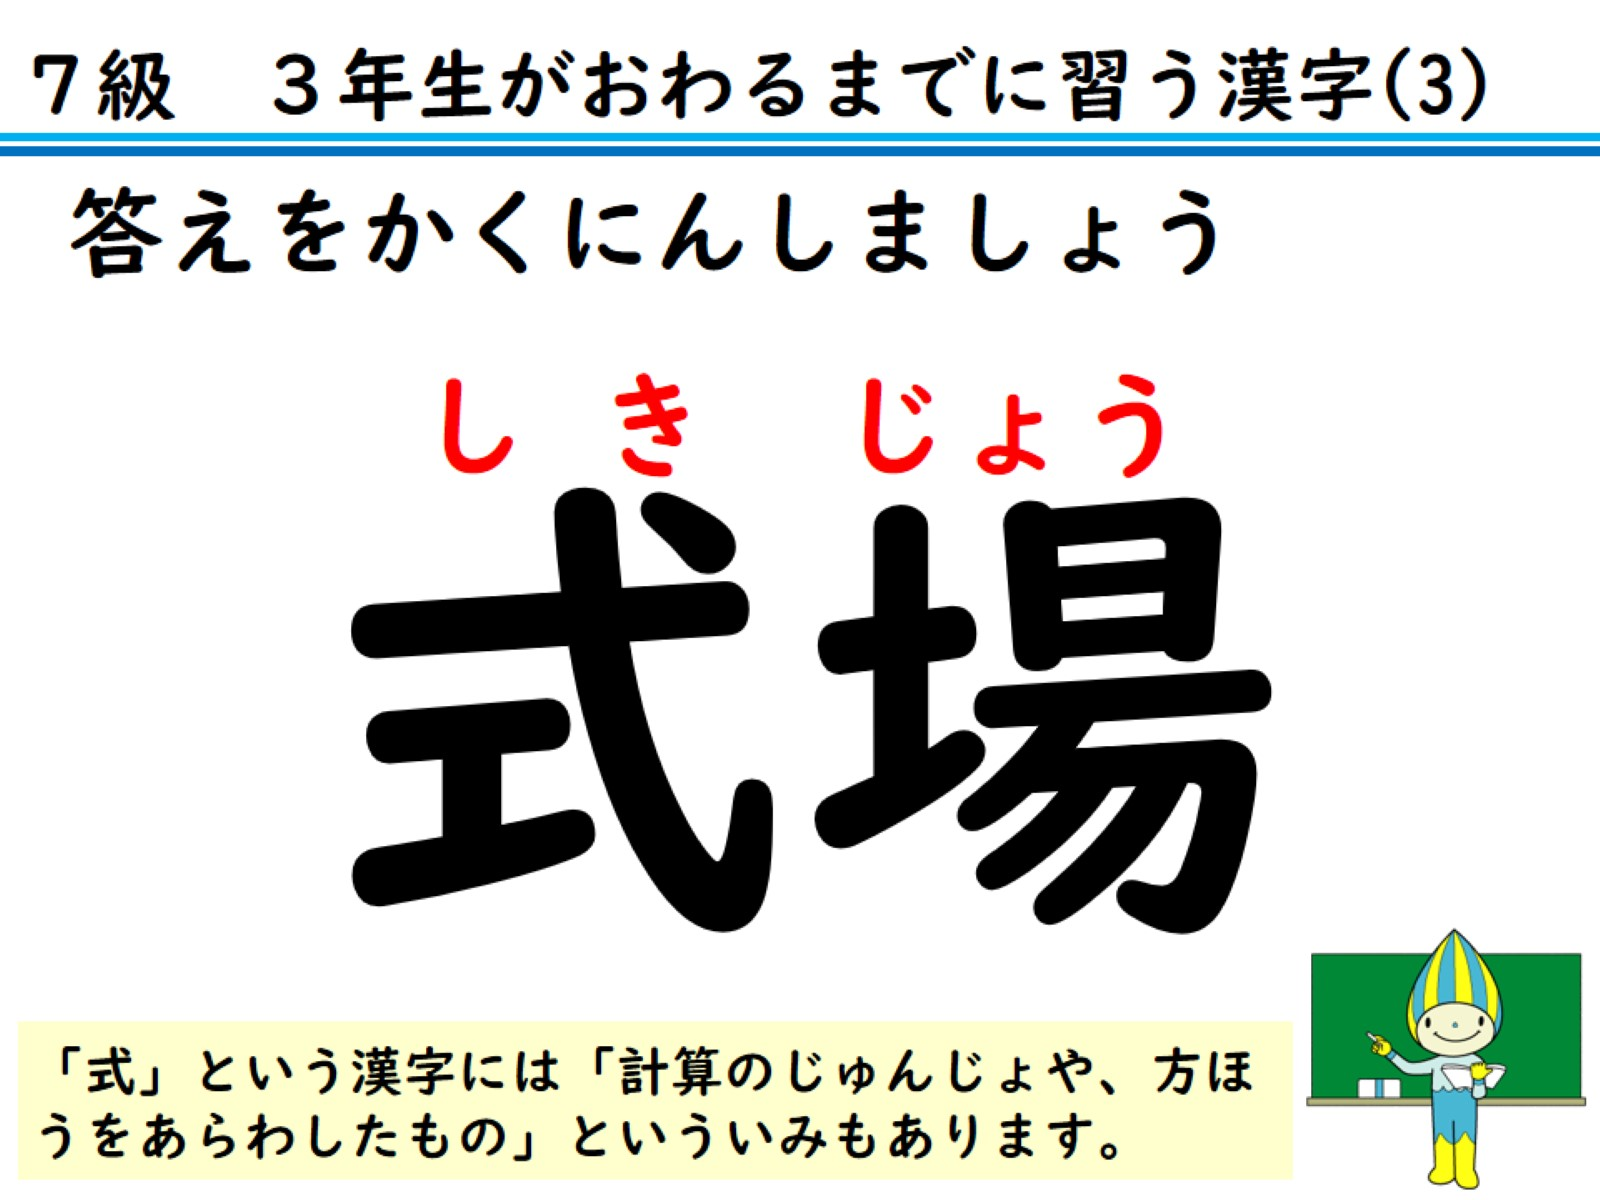 ７級　３年生がおわるまでに習う漢字(3)
答えをかくにんしましょう
しき　じょう
式場
「式」という漢字には「計算のじゅんじょや、方ほ
うをあらわしたもの」といういみもあります。